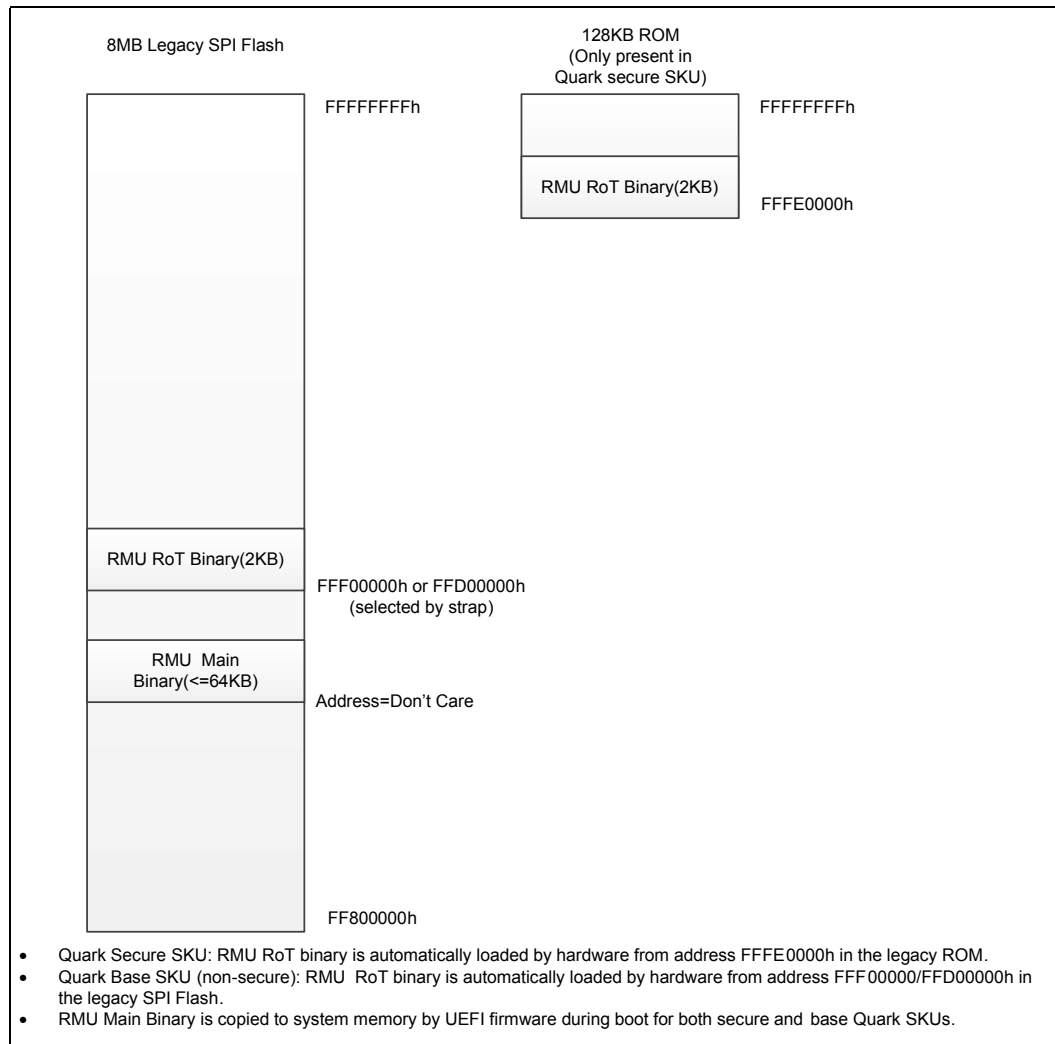 8MB Legacy SPI Flash
128KB ROM
(Only present in
Quark secure SKU)
FFFFFFFFh
FFFFFFFFh
RMU RoT Binary(2KB)
FFFE0000h
RMU RoT Binary(2KB)
FFF00000h or FFD00000h
(selected by strap)
RMU Main
Binary(<=64KB)
Address=Don't Care
FF800000h
• Quark Secure SKU: RMU RoT binary is automatically loaded by hardware from address FFFE0000h in the legacy ROM.
• Quark Base SKU (non-secure): RMU RoT binary is automatically loaded by hardware from address FFF00000/FFD00000h in
the legacy SPI Flash.
• RMU Main Binary is copied to system memory by UEFI firmware during boot for both secure and base Quark SKUs.